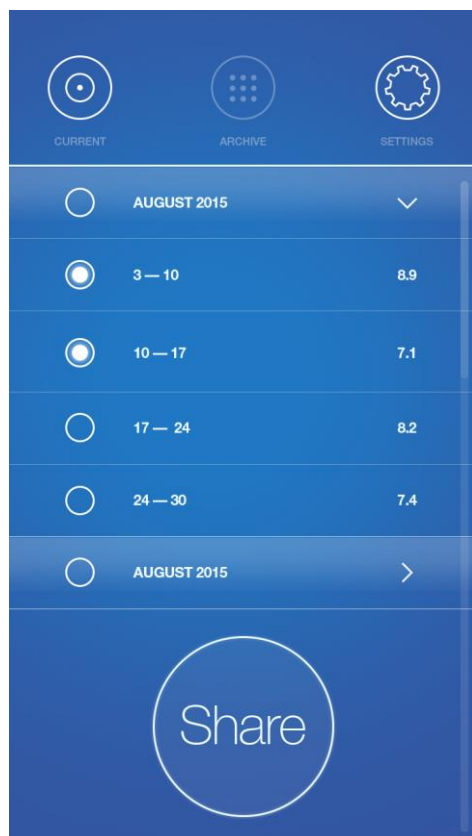 CURRENT ARCHIVE SETTINGS
AUGUST 2015
3 — 10 8.9
10 — 17 7.1
17 — 24 8.2
24 — 30 7.4
AUGUST 2015
Share